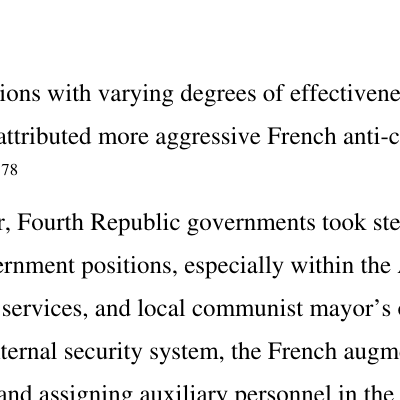 ions with varying degrees of effectivene
attributed more aggressive French anti-c
78
r, Fourth Republic governments took ste
ernment positions, especially within the
services, and local communist mayor’s
ternal security system, the French augm
and assigning auxiliary personnel in the